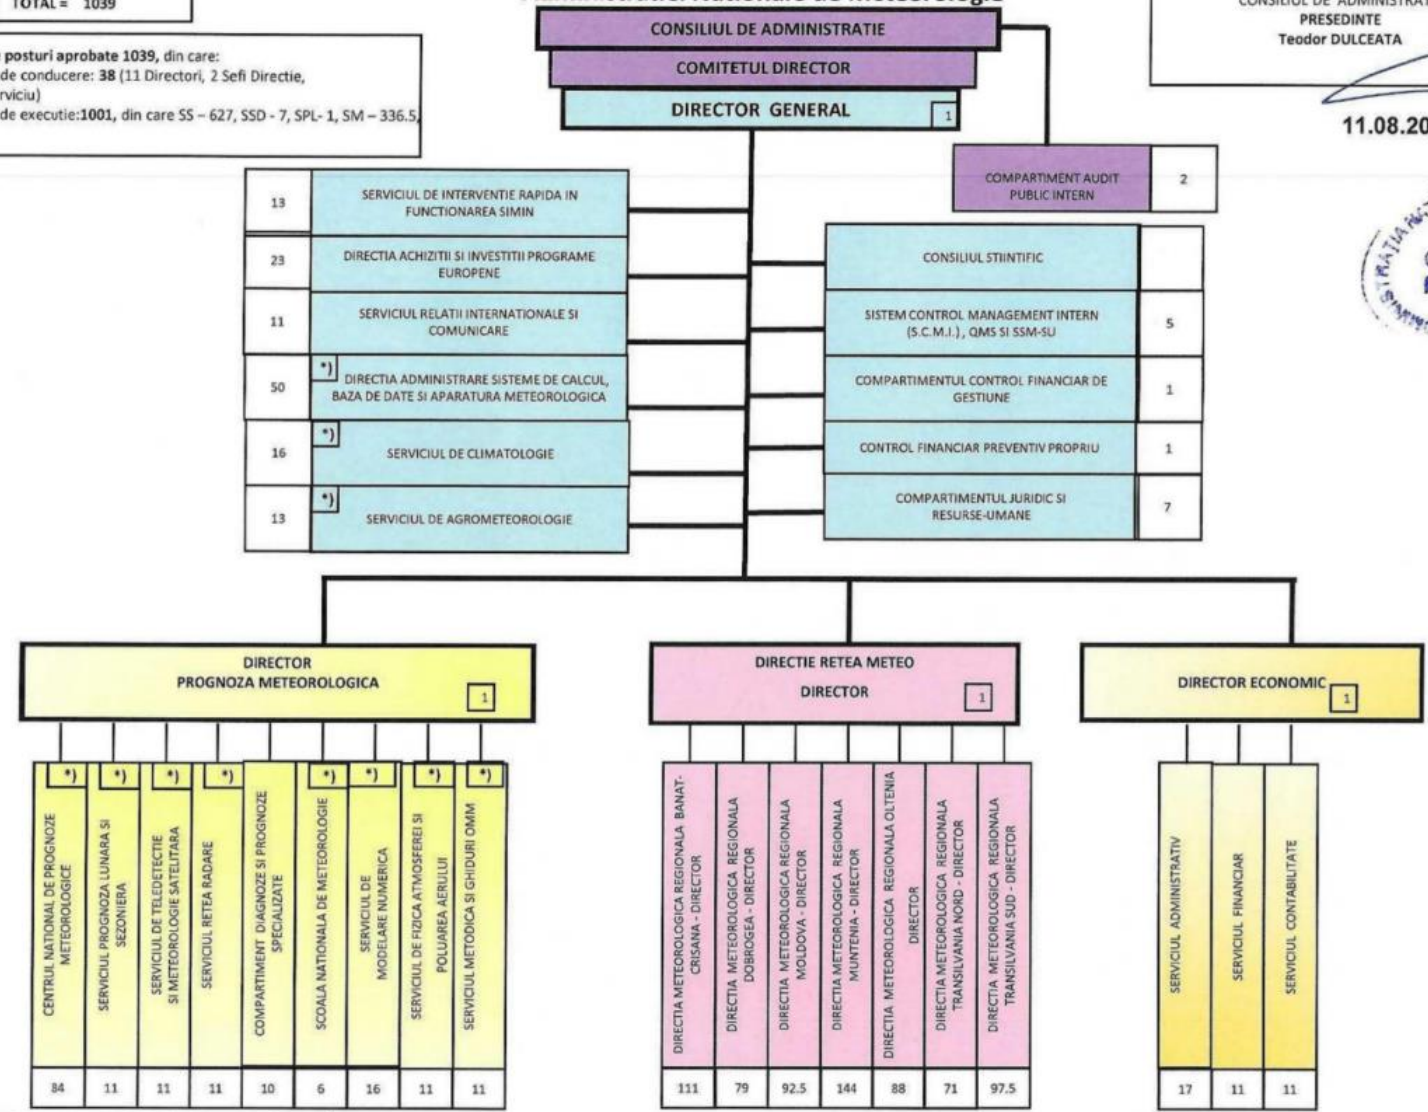 TOTAL = 1039
posturi aprobate 1039, din care:
de conducere: 38 (11 Directori, 2 Sefi Directie,
de executie:1001, din care SS – 627, SSD - 7, SPL- 1, SM – 336.5,
CONSILIUL DE ADMINISTRATIE
COMITETUL DIRECTOR
DIRECTOR GENERAL
1
PRESEDINTE
Teodor DULCEATA
11.08.20
COMPARTIMENT AUDIT
PUBLIC INTERN
2
13
SERVICIUL DE INTERVENTIE RAPIDA IN
FUNCTIONAREA SIMIN
23
DIRECTIA ACHIZITII SI INVESTITII PROGRAME
EUROPENE
11
SERVICIUL RELATII INTERNATIONALE SI
COMUNICARE
50
*)
DIRECTIA ADMINISTRARE SISTEME DE CALCUL,
BAZA DE DATE SI APARATURA METEOROLOGICA
16
*)
SERVICIUL DE CLIMATOLOGIE
13
*)
SERVICIUL DE AGROMETEOROLOGIE
CONSILIUL STIINTIFIC
SISTEM CONTROL MANAGEMENT INTERN
(S.C.M.I.) , QMS SI SSM-SU
5
COMPARTIMENTUL CONTROL FINANCIAR DE
GESTIUNE
1
CONTROL FINANCIAR PREVENTIV PROPRIU
1
COMPARTIMENTUL JURIDIC SI
RESURSE-UMANE
7
DIRECTOR
PROGNOZA METEOROLOGICA
1
DIRECTIE RETEA METEO
DIRECTOR
1
DIRECTOR ECONOMIC
1
*)
CENTRUL NATIONAL DE PROGNOZE
METEOROLOGICE
84
*)
SERVICIUL PROGNOZA LUNARA SI
SEZONIERA
11
*)
SERVICIUL DE TELEDETECTIE
SI METEOROLOGIE SATELITARA
11
*)
SERVICIUL RETEA RADARE
11
COMPARTIMENT DIAGNOZE SI PROGNOZE
SPECIALIZATE
10
*)
SCOALA NATIONALA DE METEOROLOGIE
6
*)
SERVICIUL DE
MODELARE NUMERICA
16
*)
SERVICIUL DE FIZICA ATMOSFEREI SI
POLUAREA AERULUI
11
*)
SERVICIUL METODICA SI GHIDURI OMM
11
DIRECTIA METEOROLOGICA REGIONALA BANAT-
CRISANA - DIRECTOR
111
DIRECTIA METEOROLOGICA REGIONALA
DOBROGEA - DIRECTOR
79
DIRECTIA METEOROLOGICA REGIONALA
MOLDOVA - DIRECTOR
92.5
DIRECTIA METEOROLOGICA REGIONALA
MUNTENIA - DIRECTOR
144
DIRECTIA METEOROLOGICA REGIONALA OLTENIA
DIRECTOR
88
DIRECTIA METEOROLOGICA REGIONALA
TRANSILVANIA NORD - DIRECTOR
71
DIRECTIA METEOROLOGICA REGIONALA
TRANSILVANIA SUD - DIRECTOR
97.5
SERVICIUL ADMINISTRATIV
17
SERVICIUL FINANCIAR
11
SERVICIUL CONTABILITATE
11